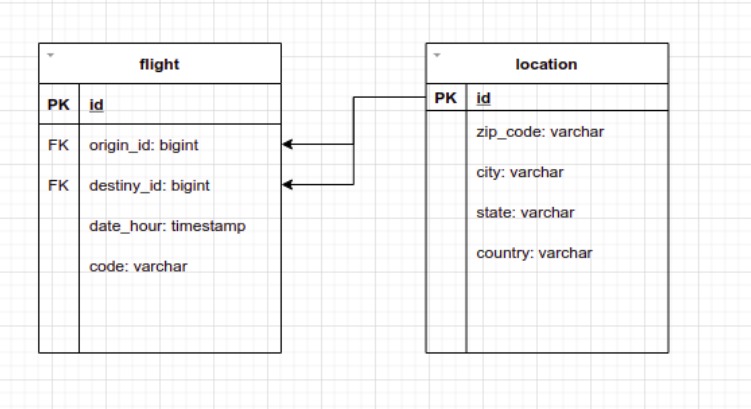 flight
PK id
FK origin_id: bigint
FK destiny_id: bigint
date_hour: timestamp
code: varchar
location
PK id
zip_code: varchar
city: varchar
state: varchar
country: varchar